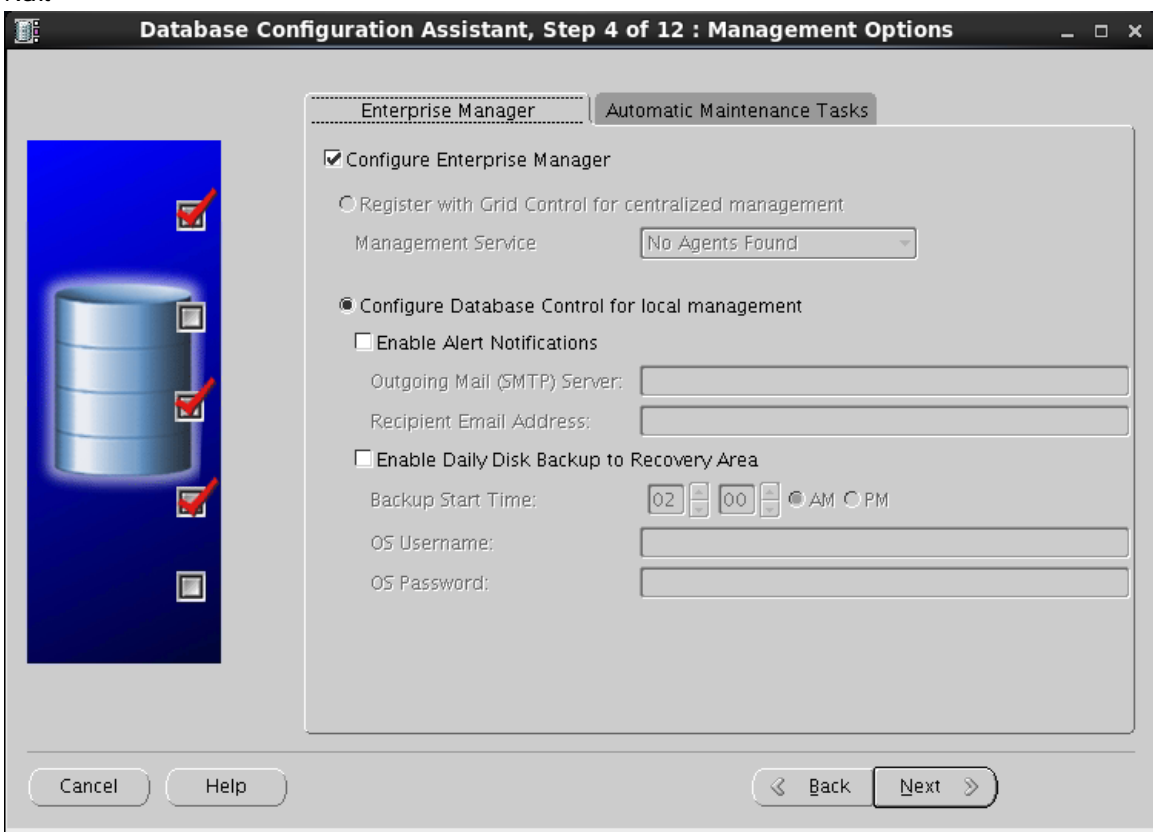 Database Configuration Assistant, Step 4 of 12 : Management Options
Enterprise Manager
Automatic Maintenance Tasks
Configure Enterprise Manager
Register with Grid Control for centralized management
Management Service
No Agents Found
Configure Database Control for local management
Enable Alert Notifications
Outgoing Mail (SMTP) Server:
Recipient Email Address:
Enable Daily Disk Backup to Recovery Area
Backup Start Time: 02 00 AM PM
OS Username:
OS Password:
Cancel
Help
Back
Next